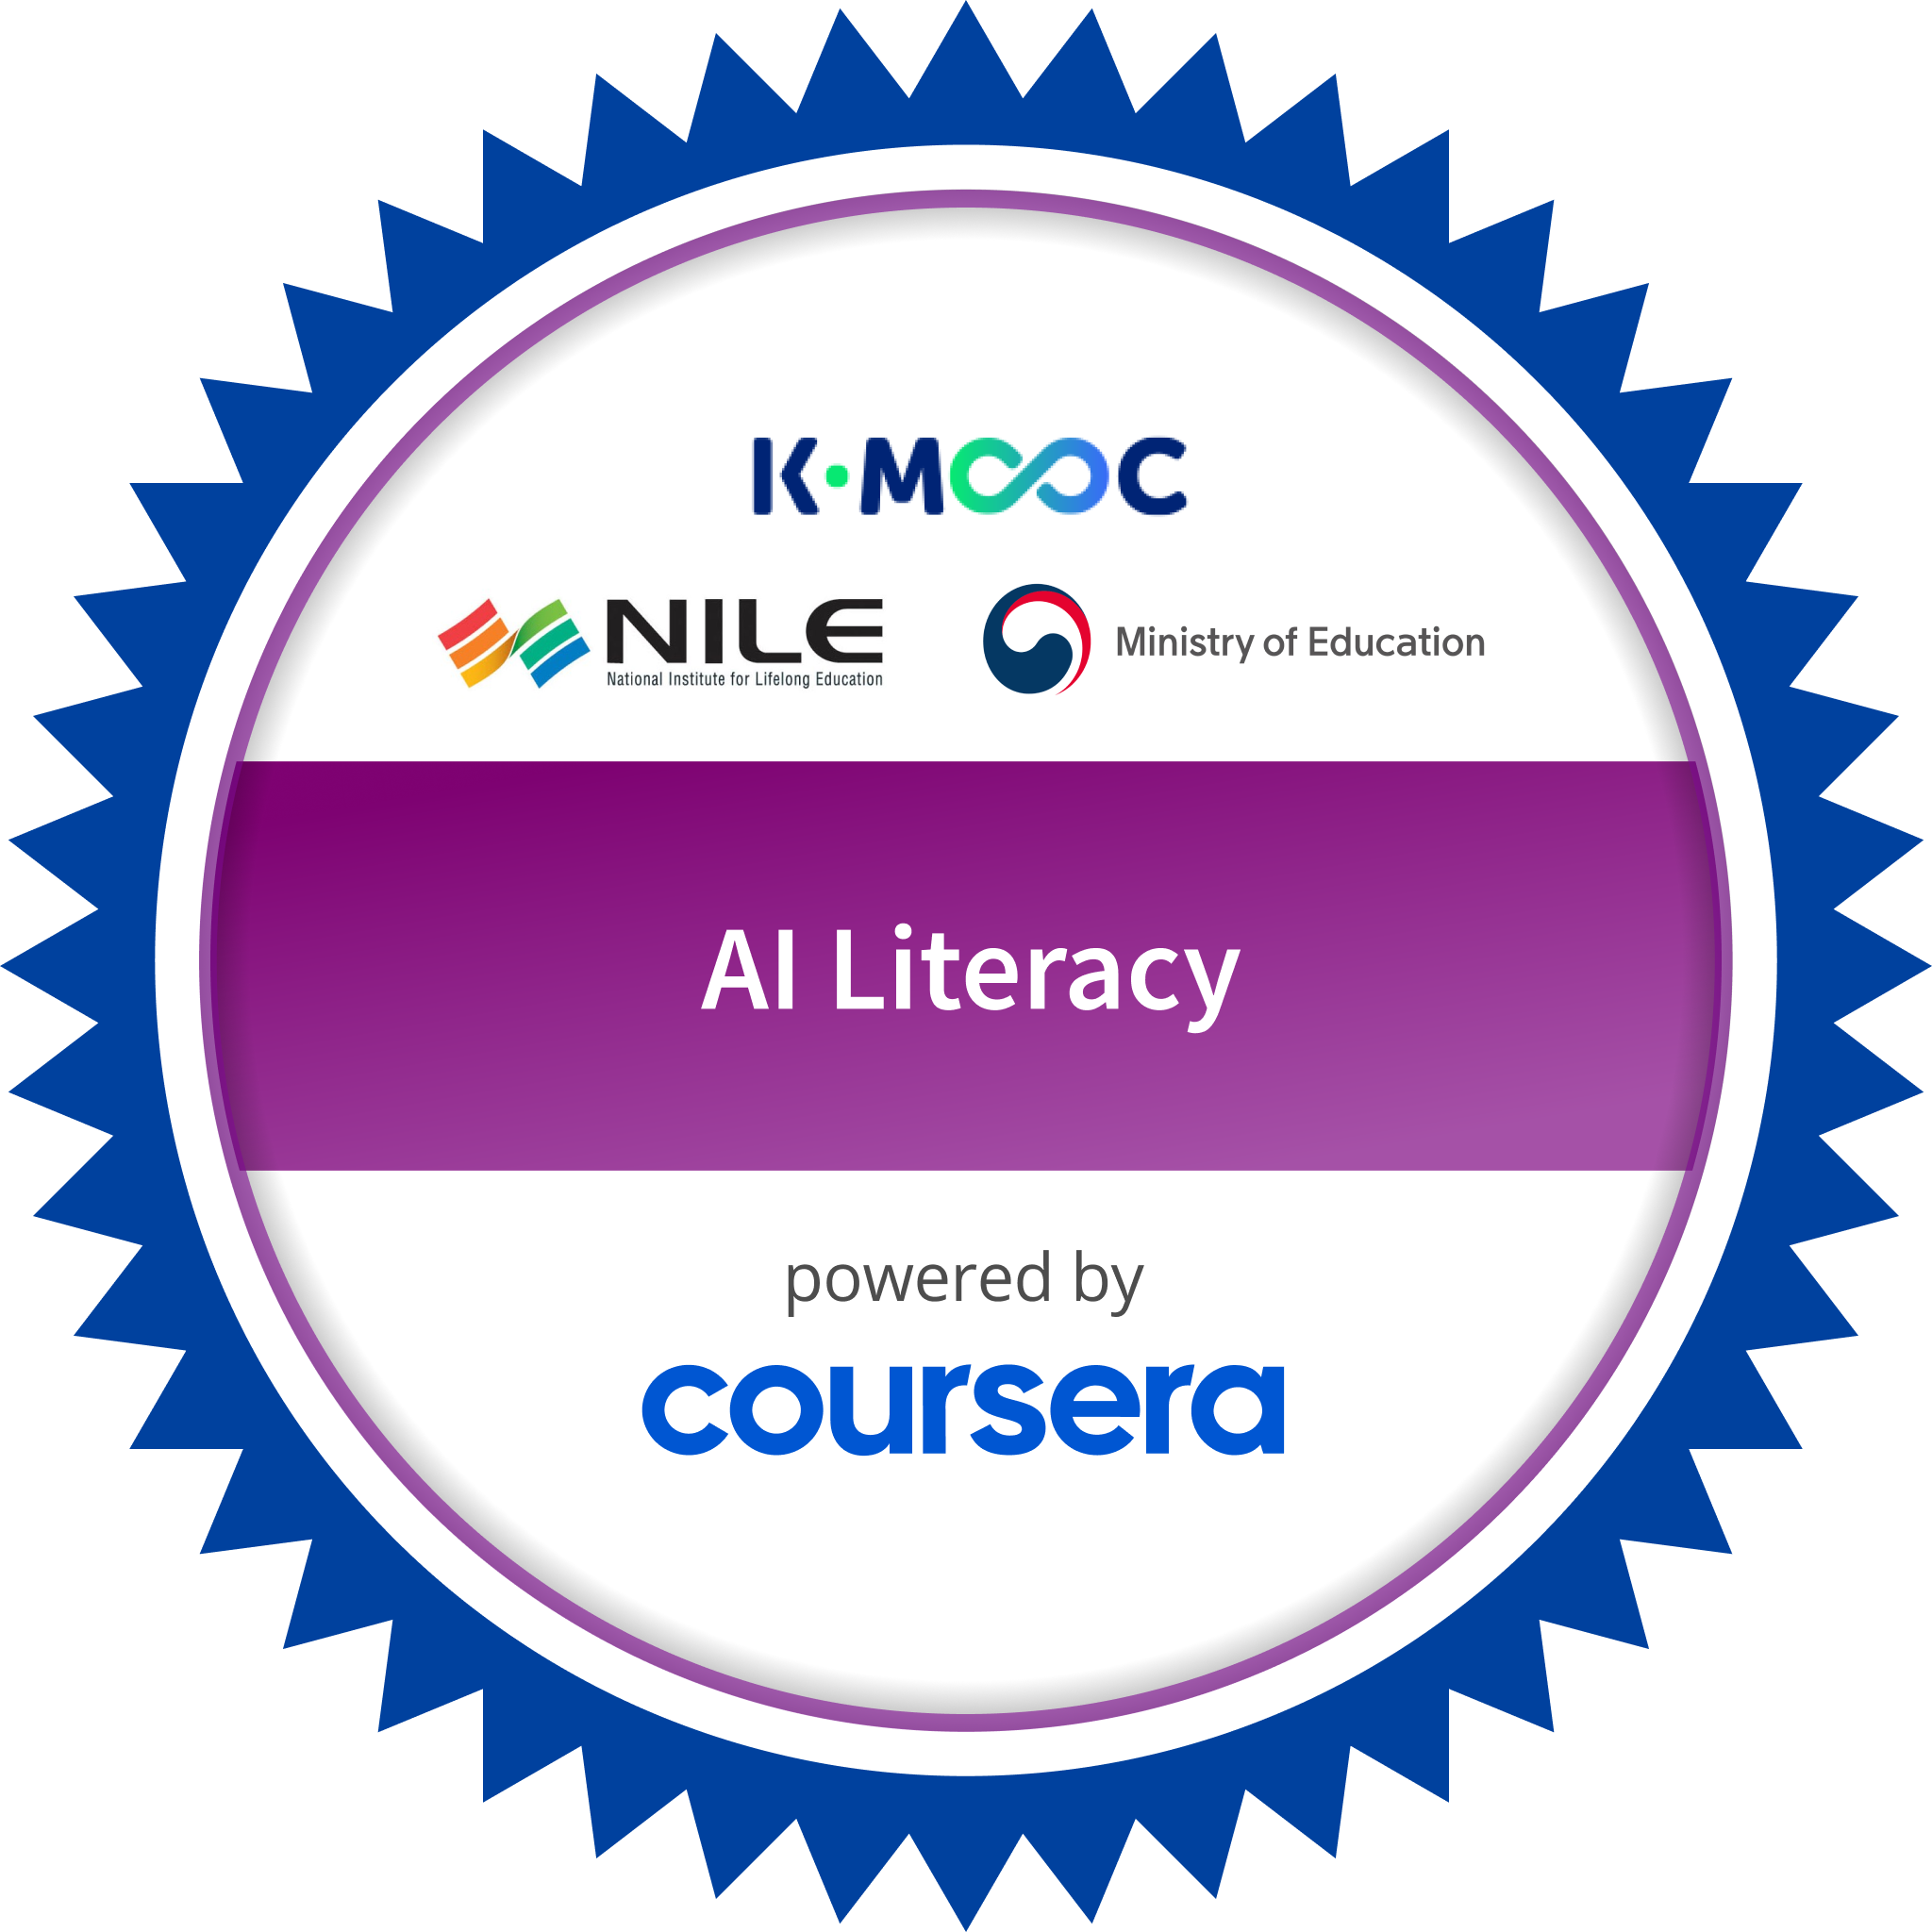 K·MOOC
NILE
National Institute for Lifelong Education
Ministry of Education
AI Literacy
powered by
coursera